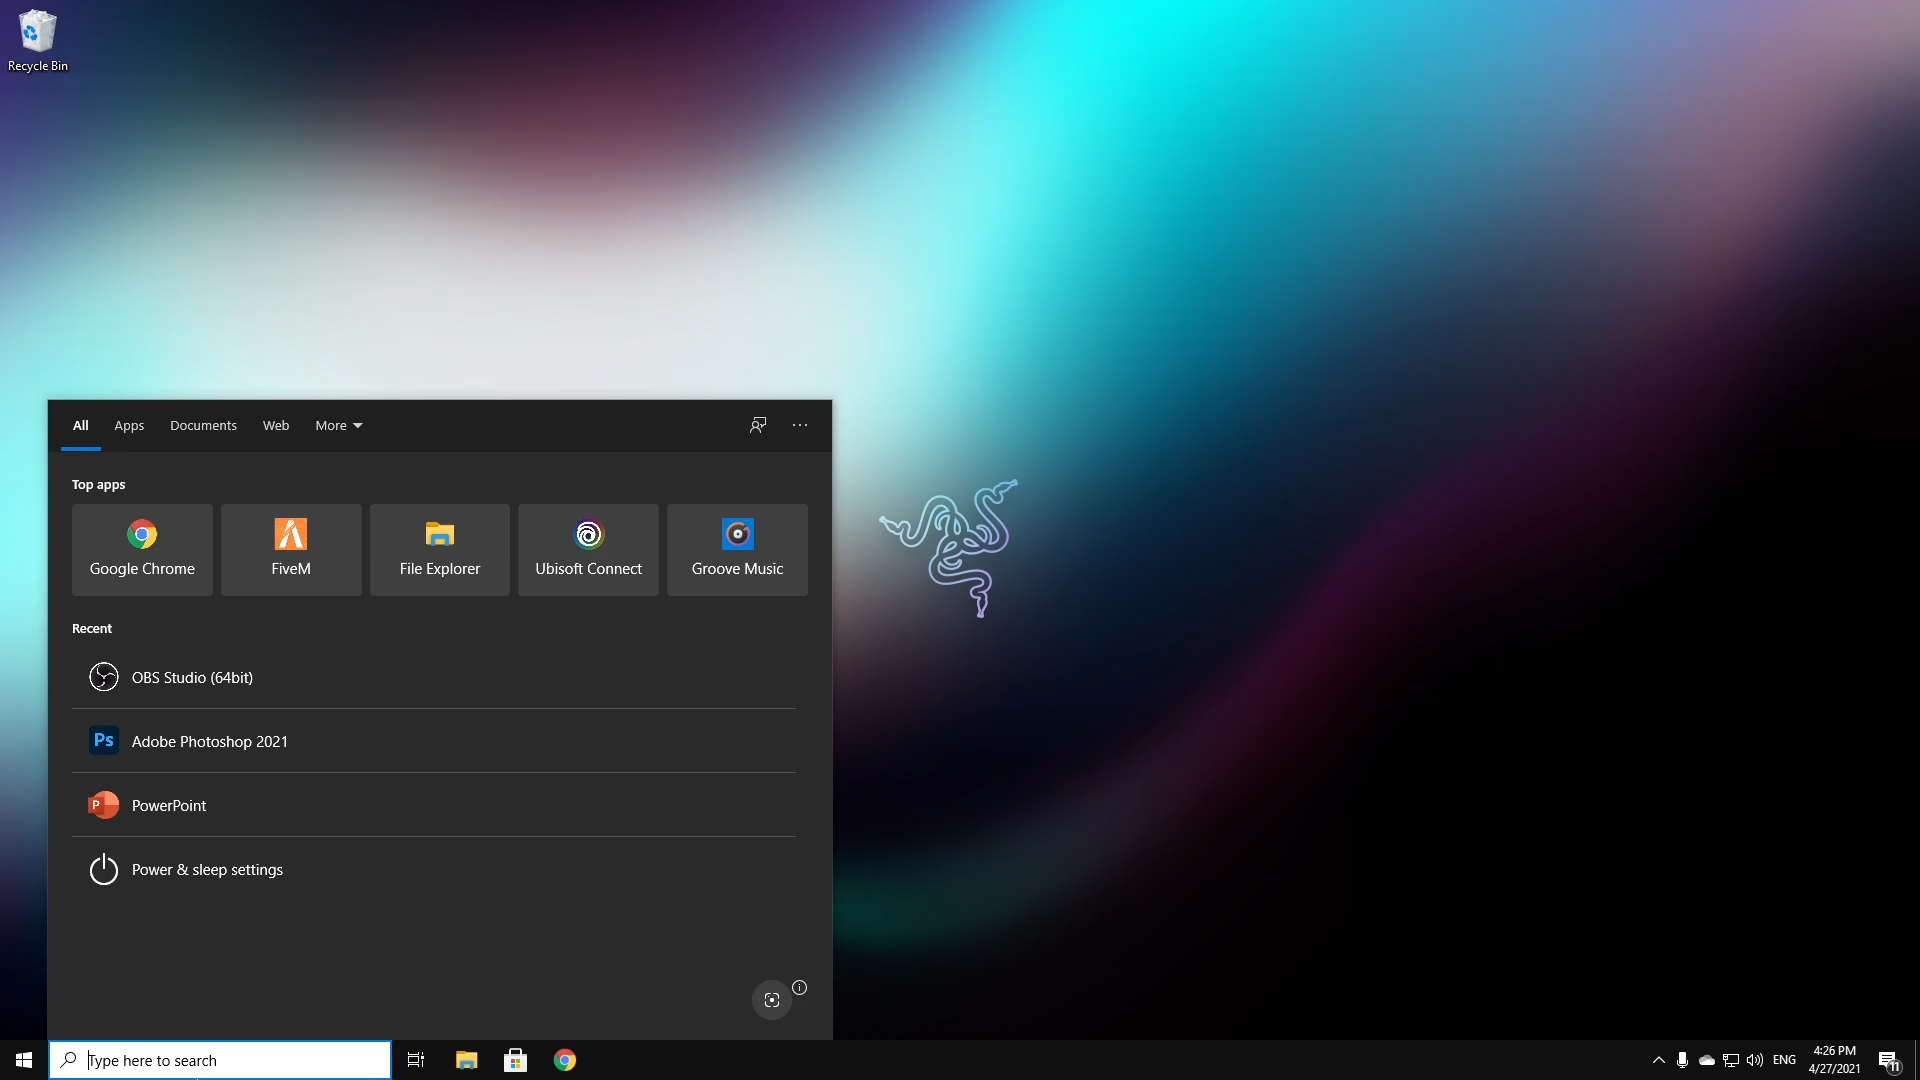 Recycle Bin
All Apps Documents Web More
Top apps
Google Chrome FiveM File Explorer Ubisoft Connect Groove Music
Recent
OBS Studio (64bit)
Ps Adobe Photoshop 2021
P PowerPoint
Power & sleep settings
Type here to search
ENG
4:26 PM
4/27/2021
11